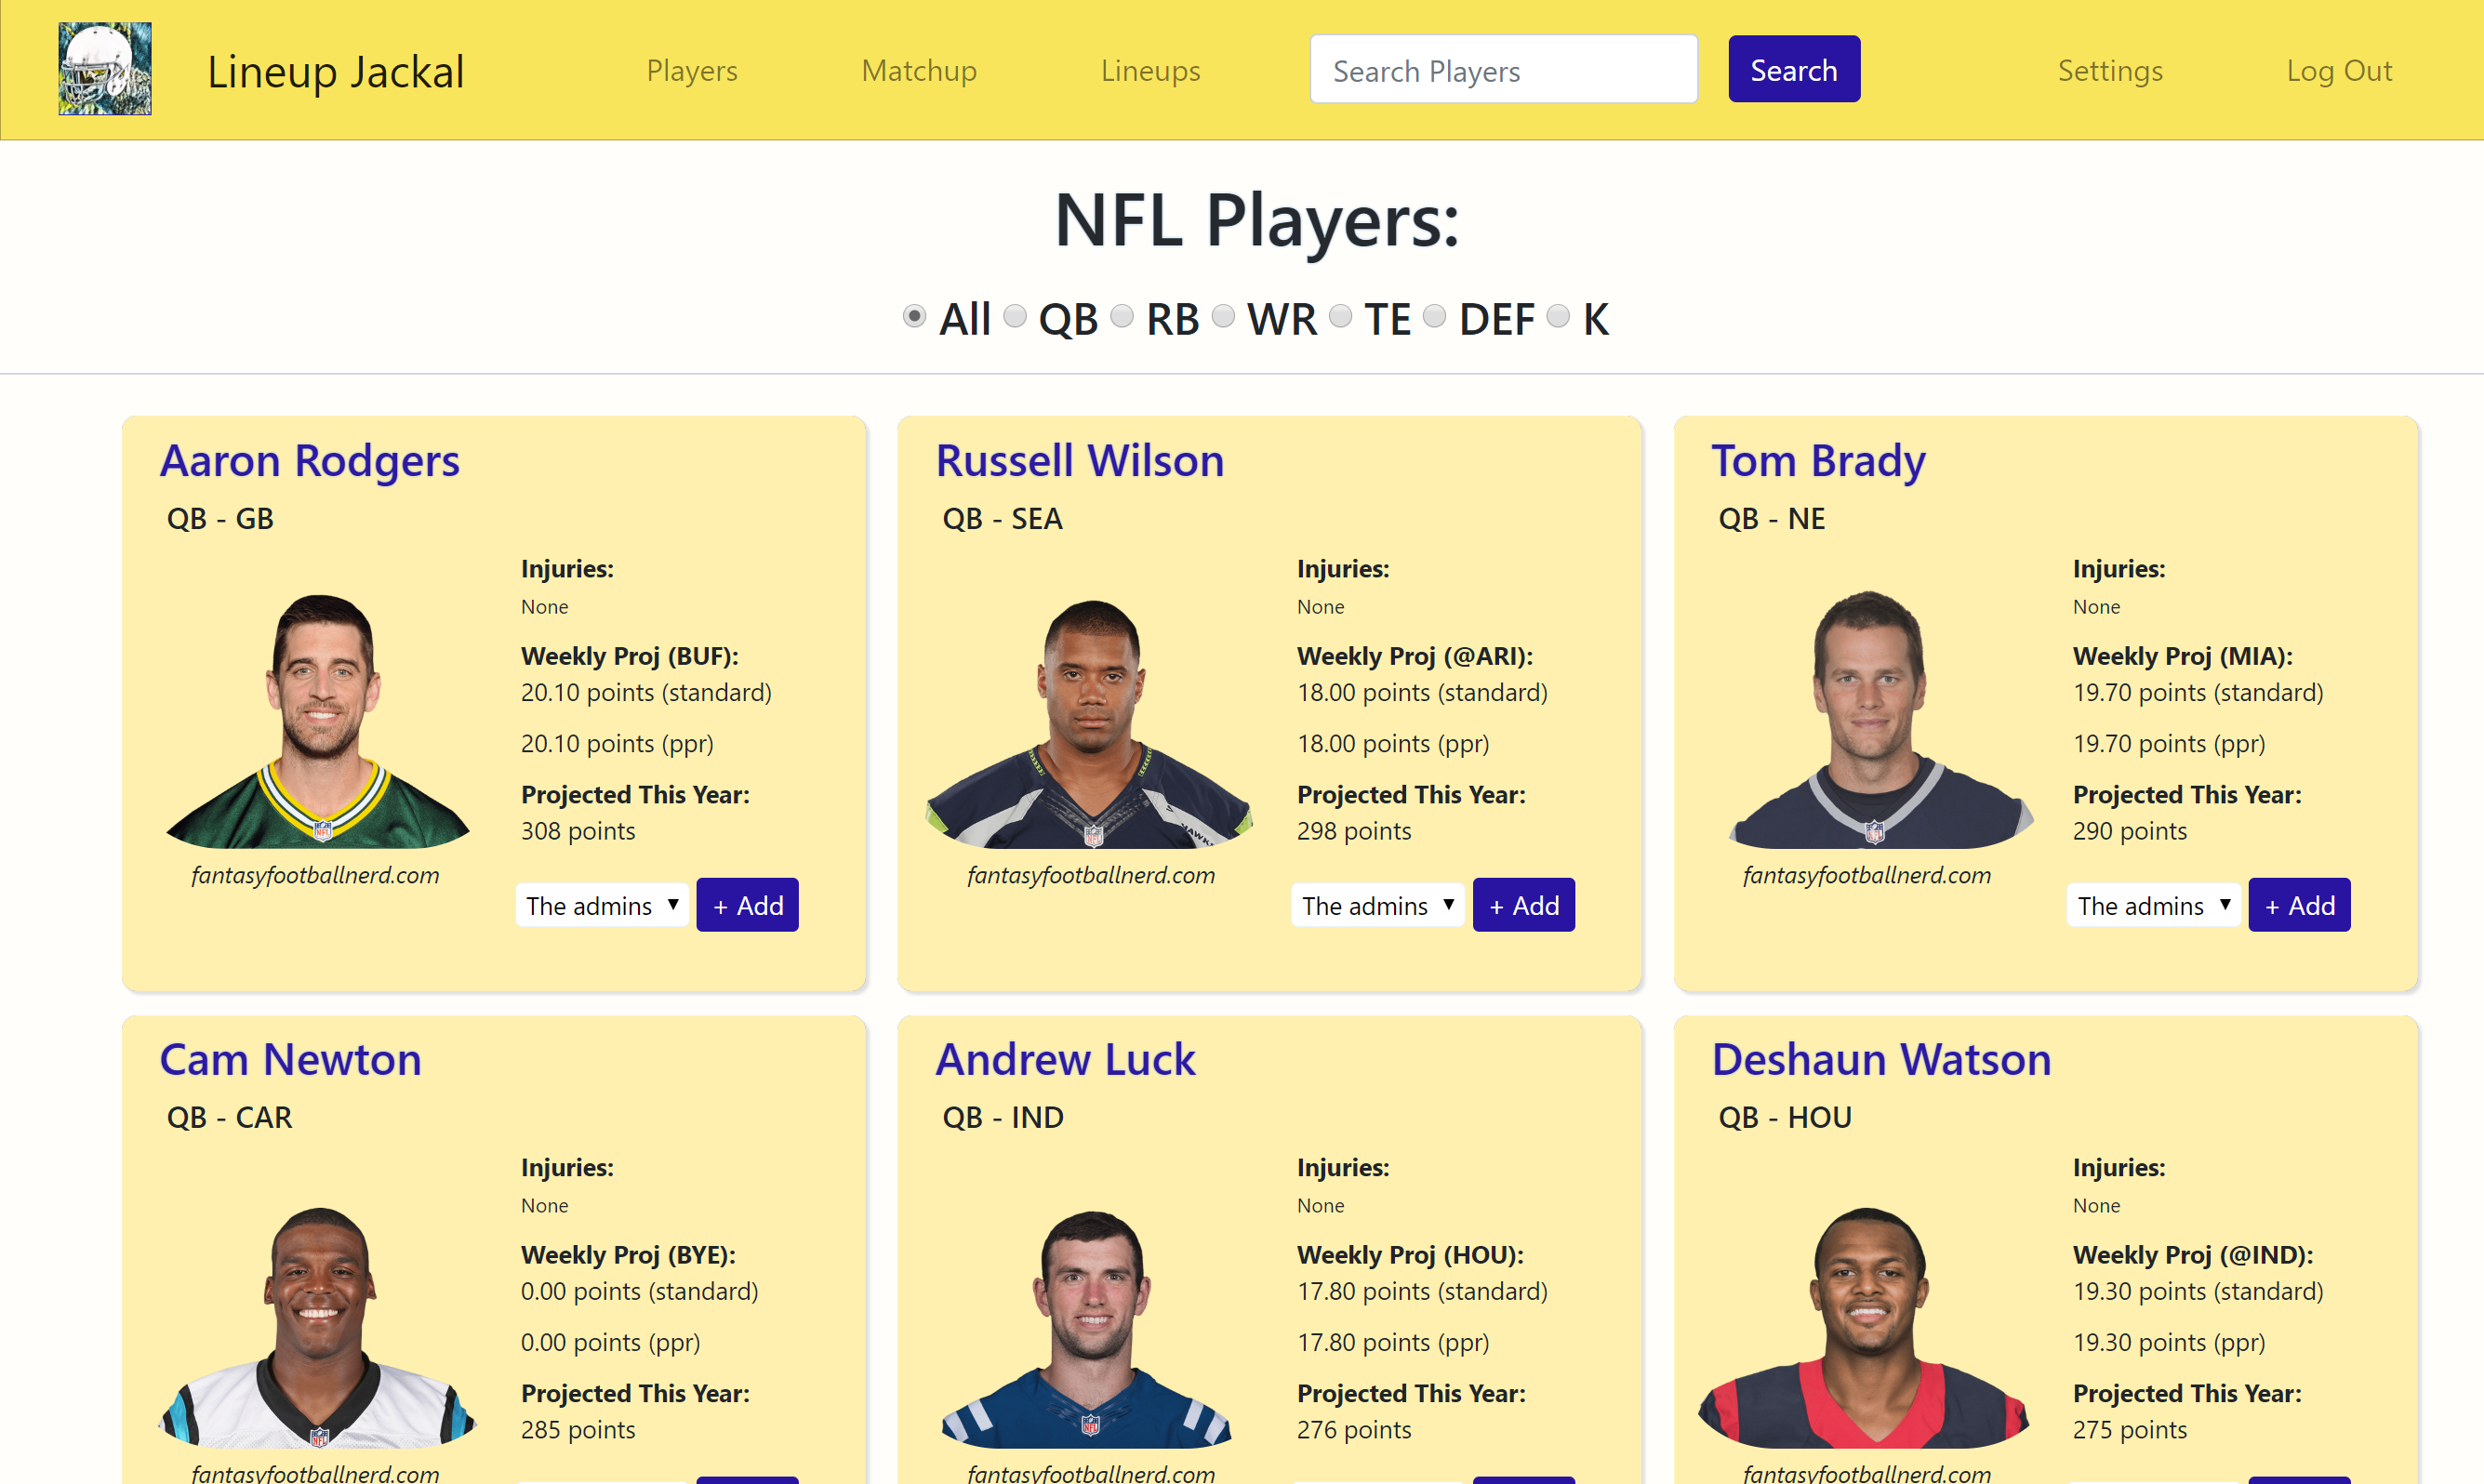 Lineup Jackal Players Matchup Lineups Search Players Search Settings Log Out
NFL Players:
All QB RB WR TE DEF K
Aaron Rodgers
QB - GB
Injuries:
None
Weekly Proj (BUF):
20.10 points (standard)
20.10 points (ppr)
Projected This Year:
308 points
fantasyfootballnerd.com
The admins + Add
Russell Wilson
QB - SEA
Injuries:
None
Weekly Proj (@ARI):
18.00 points (standard)
18.00 points (ppr)
Projected This Year:
298 points
fantasyfootballnerd.com
The admins + Add
Tom Brady
QB - NE
Injuries:
None
Weekly Proj (MIA):
19.70 points (standard)
19.70 points (ppr)
Projected This Year:
290 points
fantasyfootballnerd.com
The admins + Add
Cam Newton
QB - CAR
Injuries:
None
Weekly Proj (BYE):
0.00 points (standard)
0.00 points (ppr)
Projected This Year:
285 points
fantasyfootballnerd.com
Andrew Luck
QB - IND
Injuries:
None
Weekly Proj (HOU):
17.80 points (standard)
17.80 points (ppr)
Projected This Year:
276 points
fantasyfootballnerd.com
Deshaun Watson
QB - HOU
Injuries:
None
Weekly Proj (@IND):
19.30 points (standard)
19.30 points (ppr)
Projected This Year:
275 points
fantasyfootballnerd.com